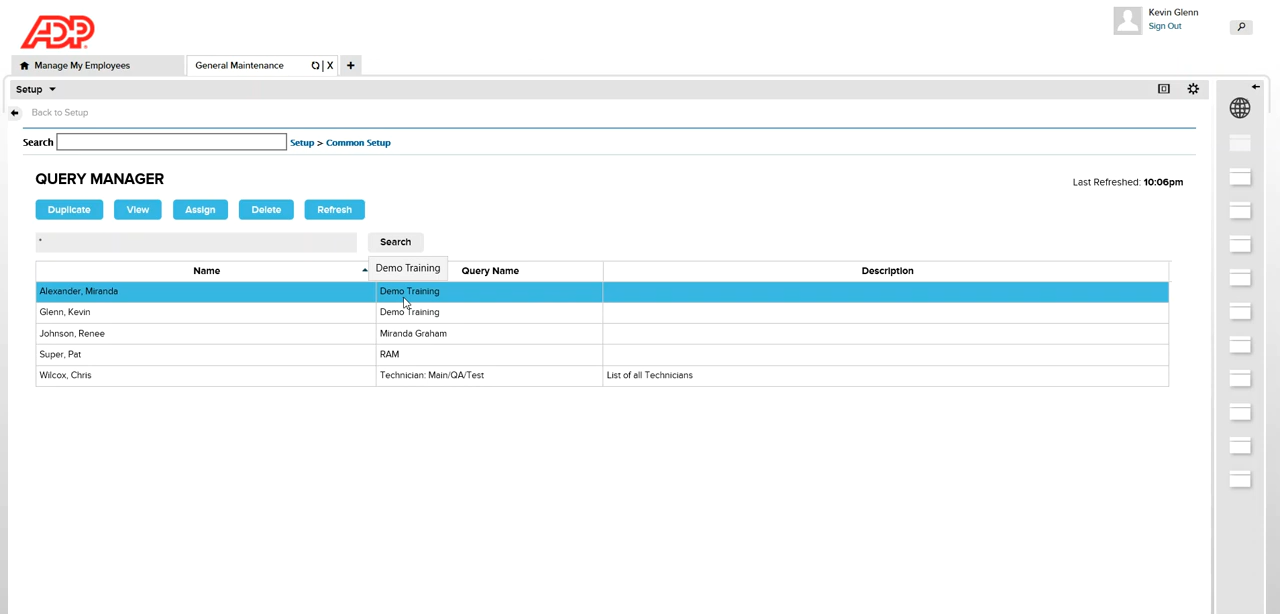 ADP
Kevin Glenn
Sign Out
Manage My Employees
General Maintenance | X
+
Setup
Back to Setup
Search Setup > Common Setup
QUERY MANAGER
Last Refreshed: 10:06pm
Duplicate View Assign Delete Refresh
* Search
Demo Training
Name Query Name Description
Alexander, Miranda Demo Training
Glenn, Kevin Demo Training
Johnson, Renee Miranda Graham
Super, Pat RAM
Wilcox, Chris Technician: Main/QA/Test List of all Technicians